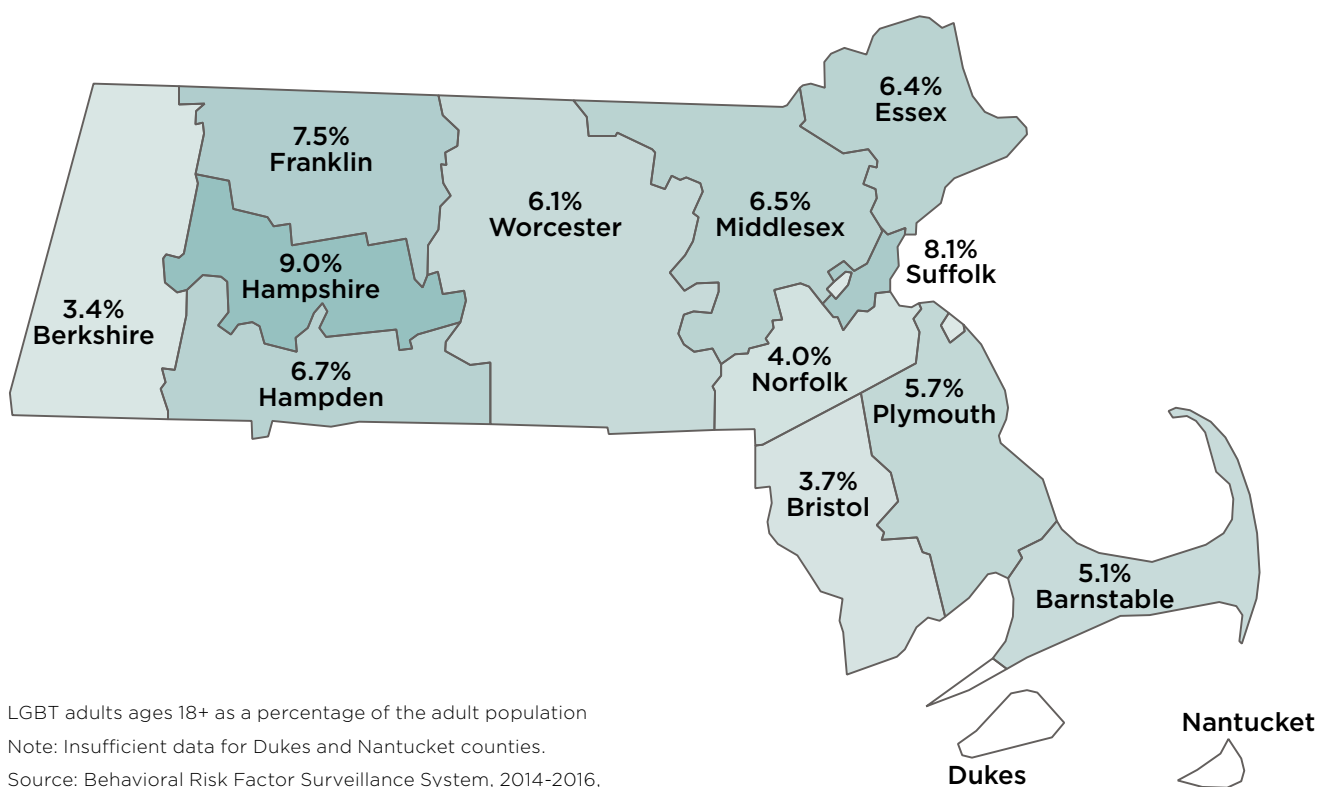 6.4%
Essex
7.5%
Franklin
6.1%
Worcester
6.5%
Middlesex
8.1%
Suffolk
9.0%
Hampshire
3.4%
Berkshire
6.7%
Hampden
4.0%
Norfolk
5.7%
Plymouth
3.7%
Bristol
5.1%
Barnstable
LGBT adults ages 18+ as a percentage of the adult population
Note: Insufficient data for Dukes and Nantucket counties.
Source: Behavioral Risk Factor Surveillance System, 2014-2016,
Nantucket
Dukes